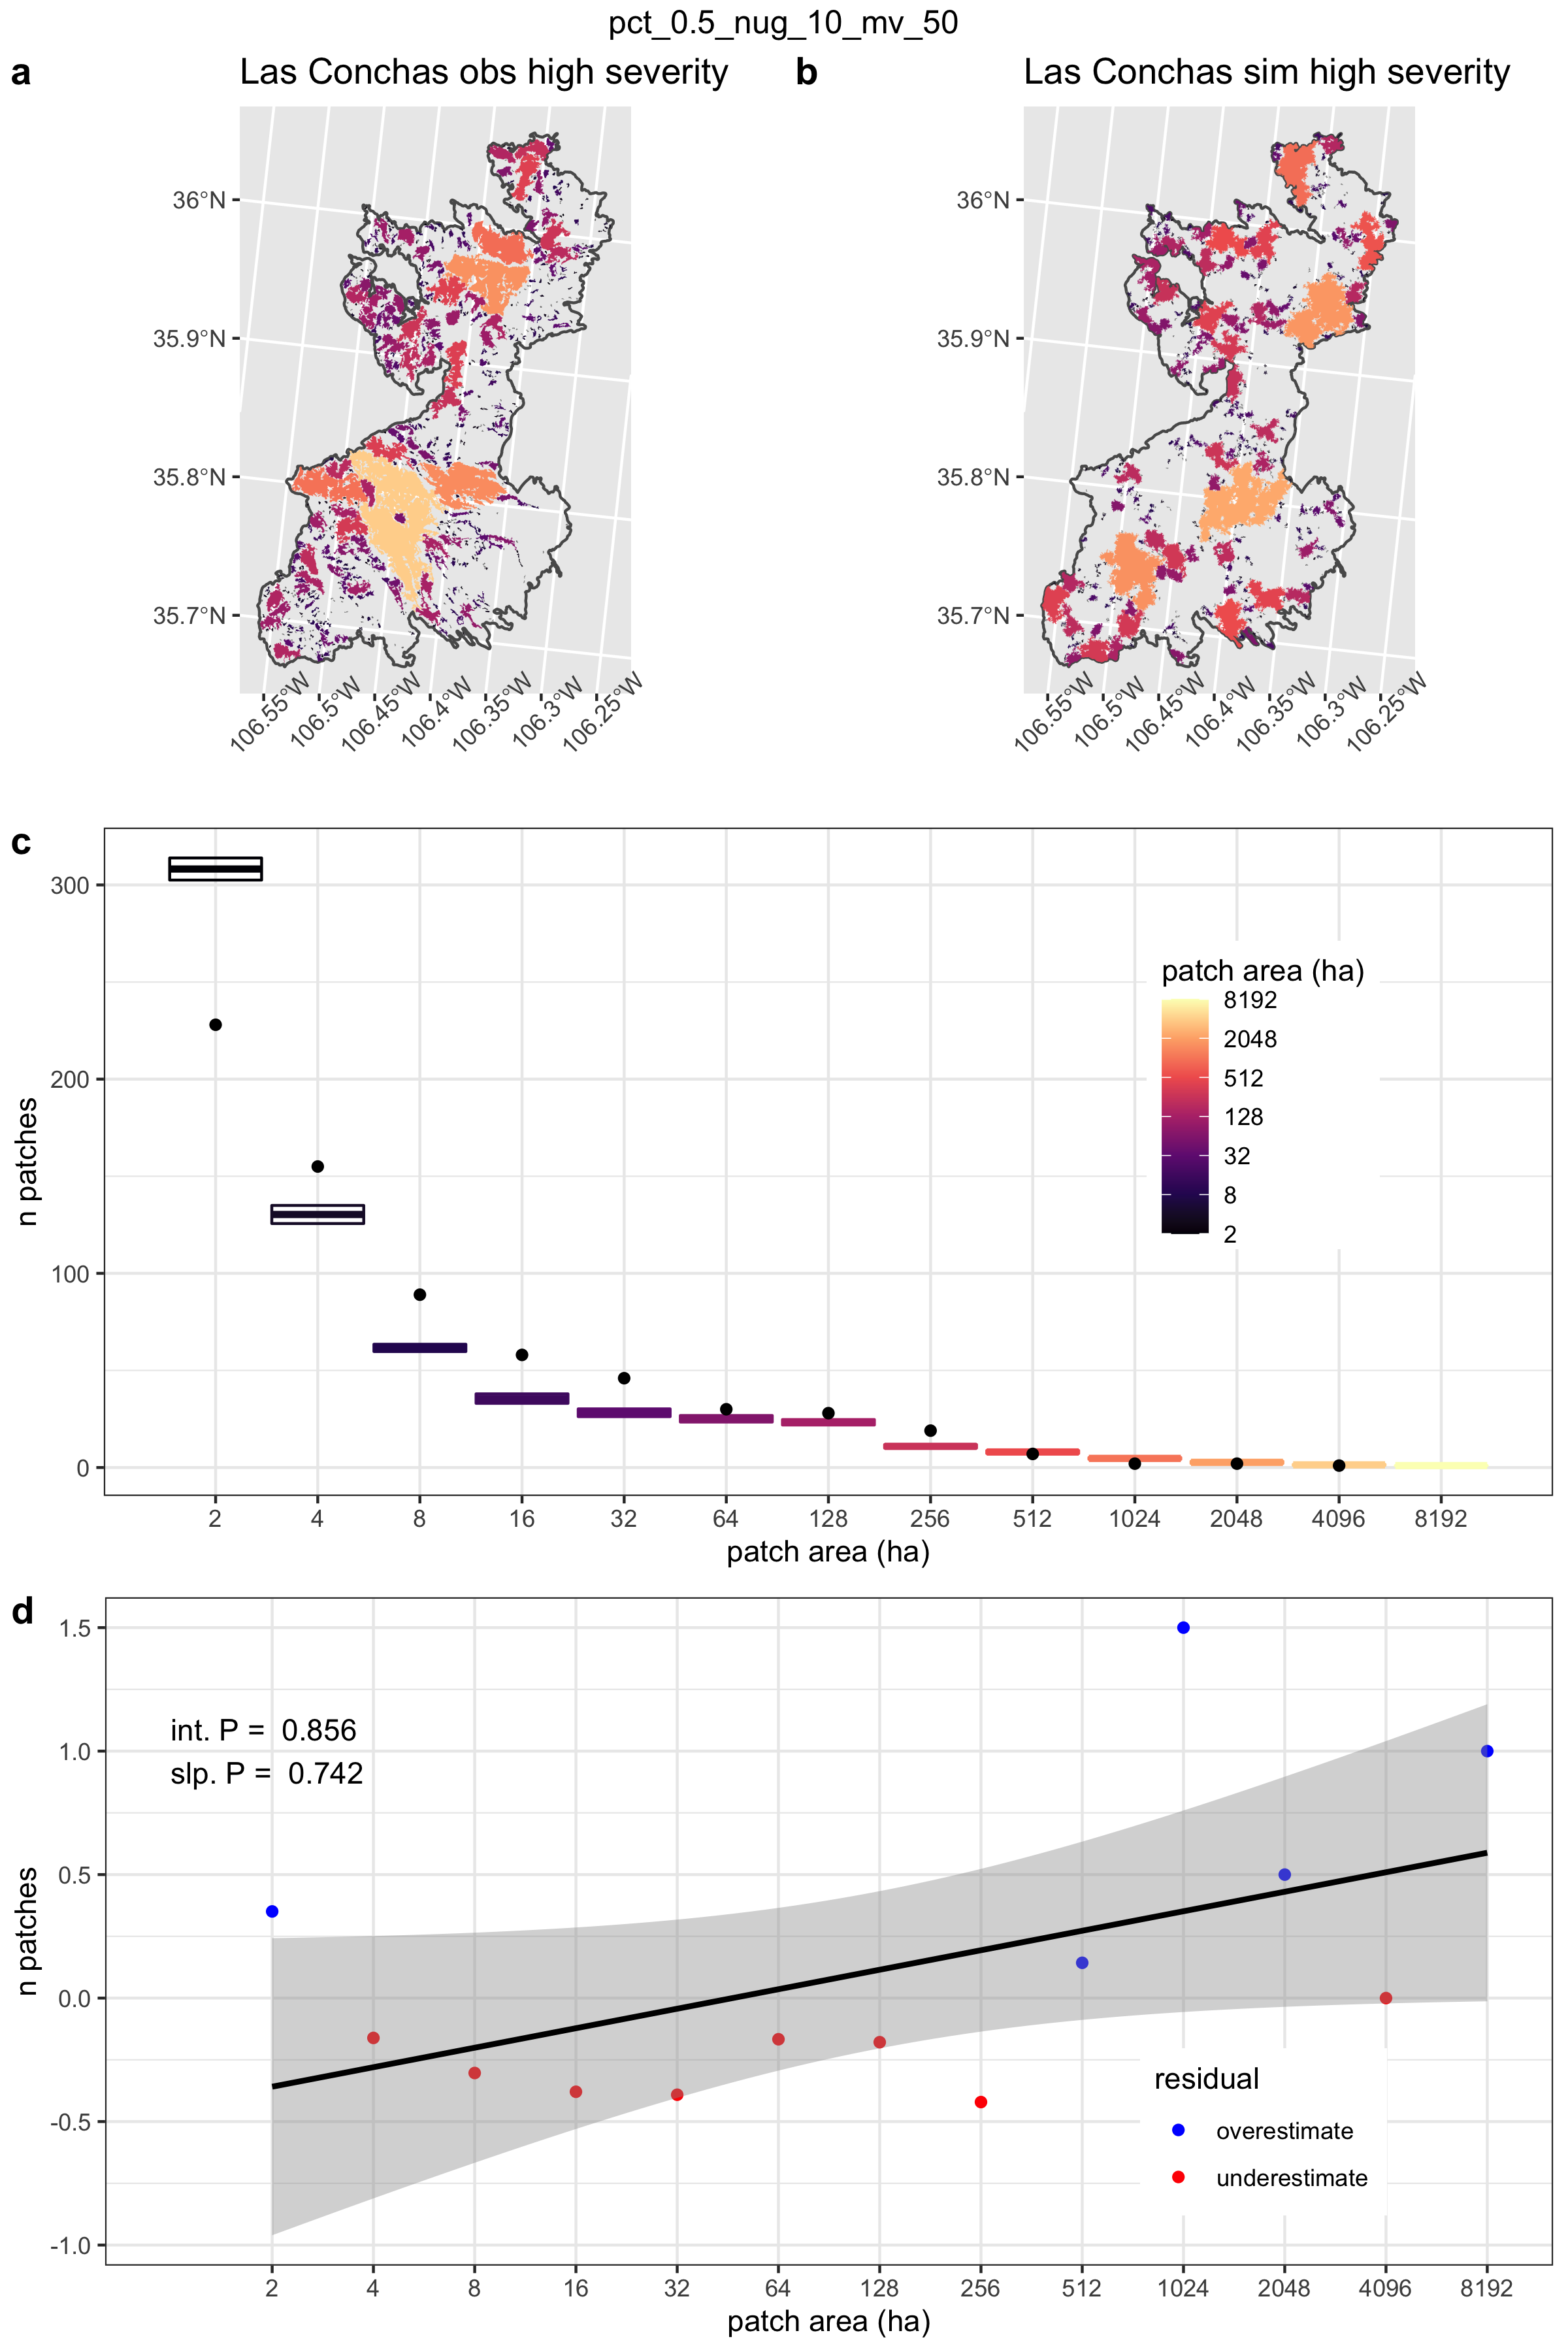 pct_0.5_nug_10_mv_50
a
Las Conchas obs high severity
36°N
35.9°N
35.8°N
35.7°N
106.55°W
106.5°W
106.45°W
106.4°W
106.35°W
106.3°W
106.25°W
b
Las Conchas sim high severity
36°N
35.9°N
35.8°N
35.7°N
106.55°W
106.5°W
106.45°W
106.4°W
106.35°W
106.3°W
106.25°W
c
n patches
300
200
100
0
patch area (ha)
8192
2048
512
128
32
8
2
2 4 8 16 32 64 128 256 512 1024 2048 4096 8192
patch area (ha)
d
n patches
1.5
1.0
0.5
0.0
-0.5
-1.0
int. P = 0.856
slp. P = 0.742
residual
overestimate
underestimate
2 4 8 16 32 64 128 256 512 1024 2048 4096 8192
patch area (ha)